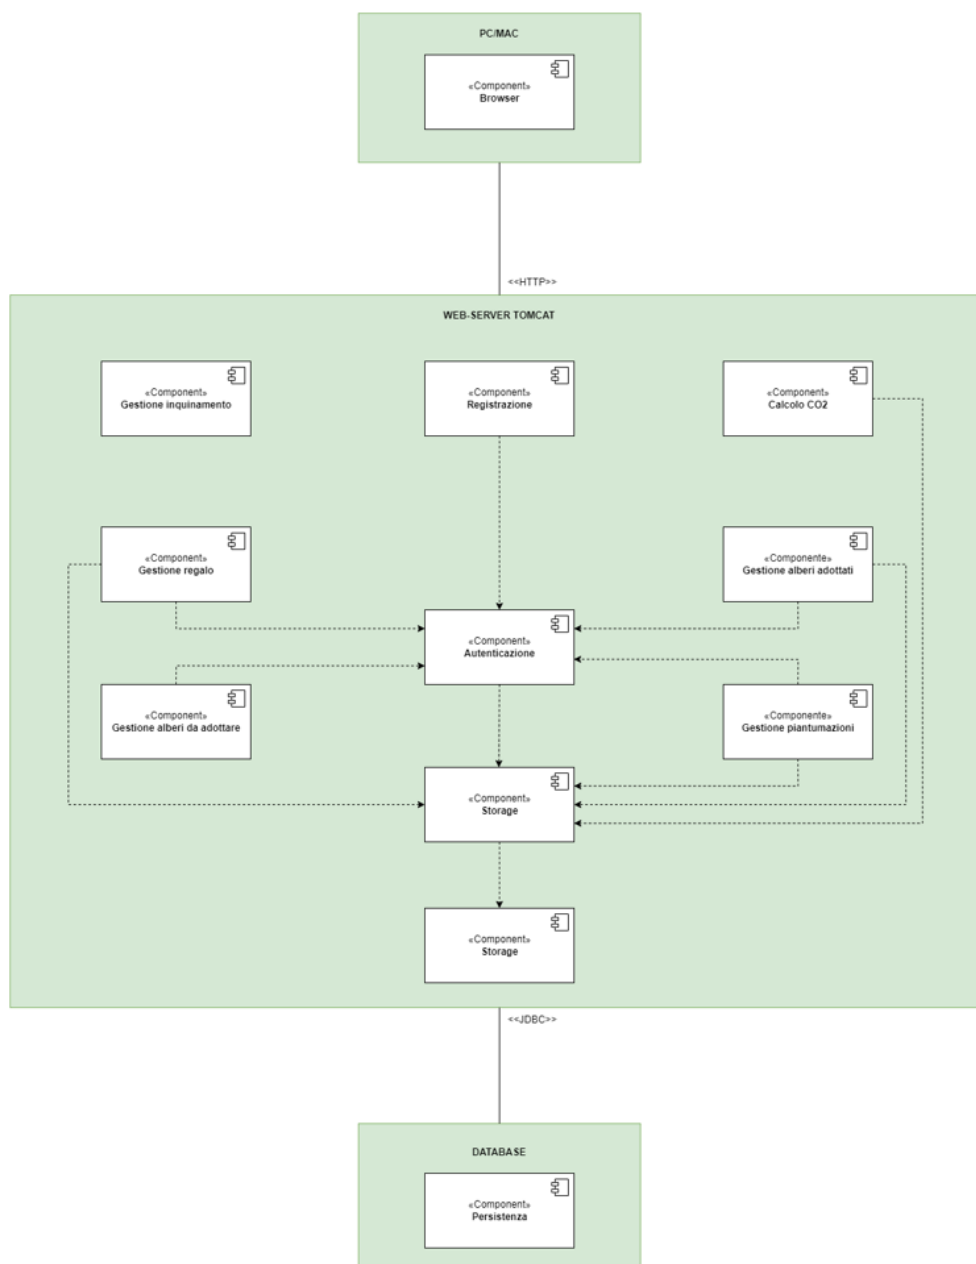 PC/MAC
«Component»
Browser
<<HTTP>>
WEB-SERVER TOMCAT
«Component»
Gestione inquinamento
«Component»
Registrazione
«Component»
Calcolo CO2
«Component»
Gestione regalo
«Componente»
Gestione alberi adottati
«Component»
Autenticazione
«Component»
Gestione alberi da adottare
«Componente»
Gestione piantumazioni
«Component»
Storage
«Component»
Storage
<<JDBC>>
DATABASE
«Component»
Persistenza